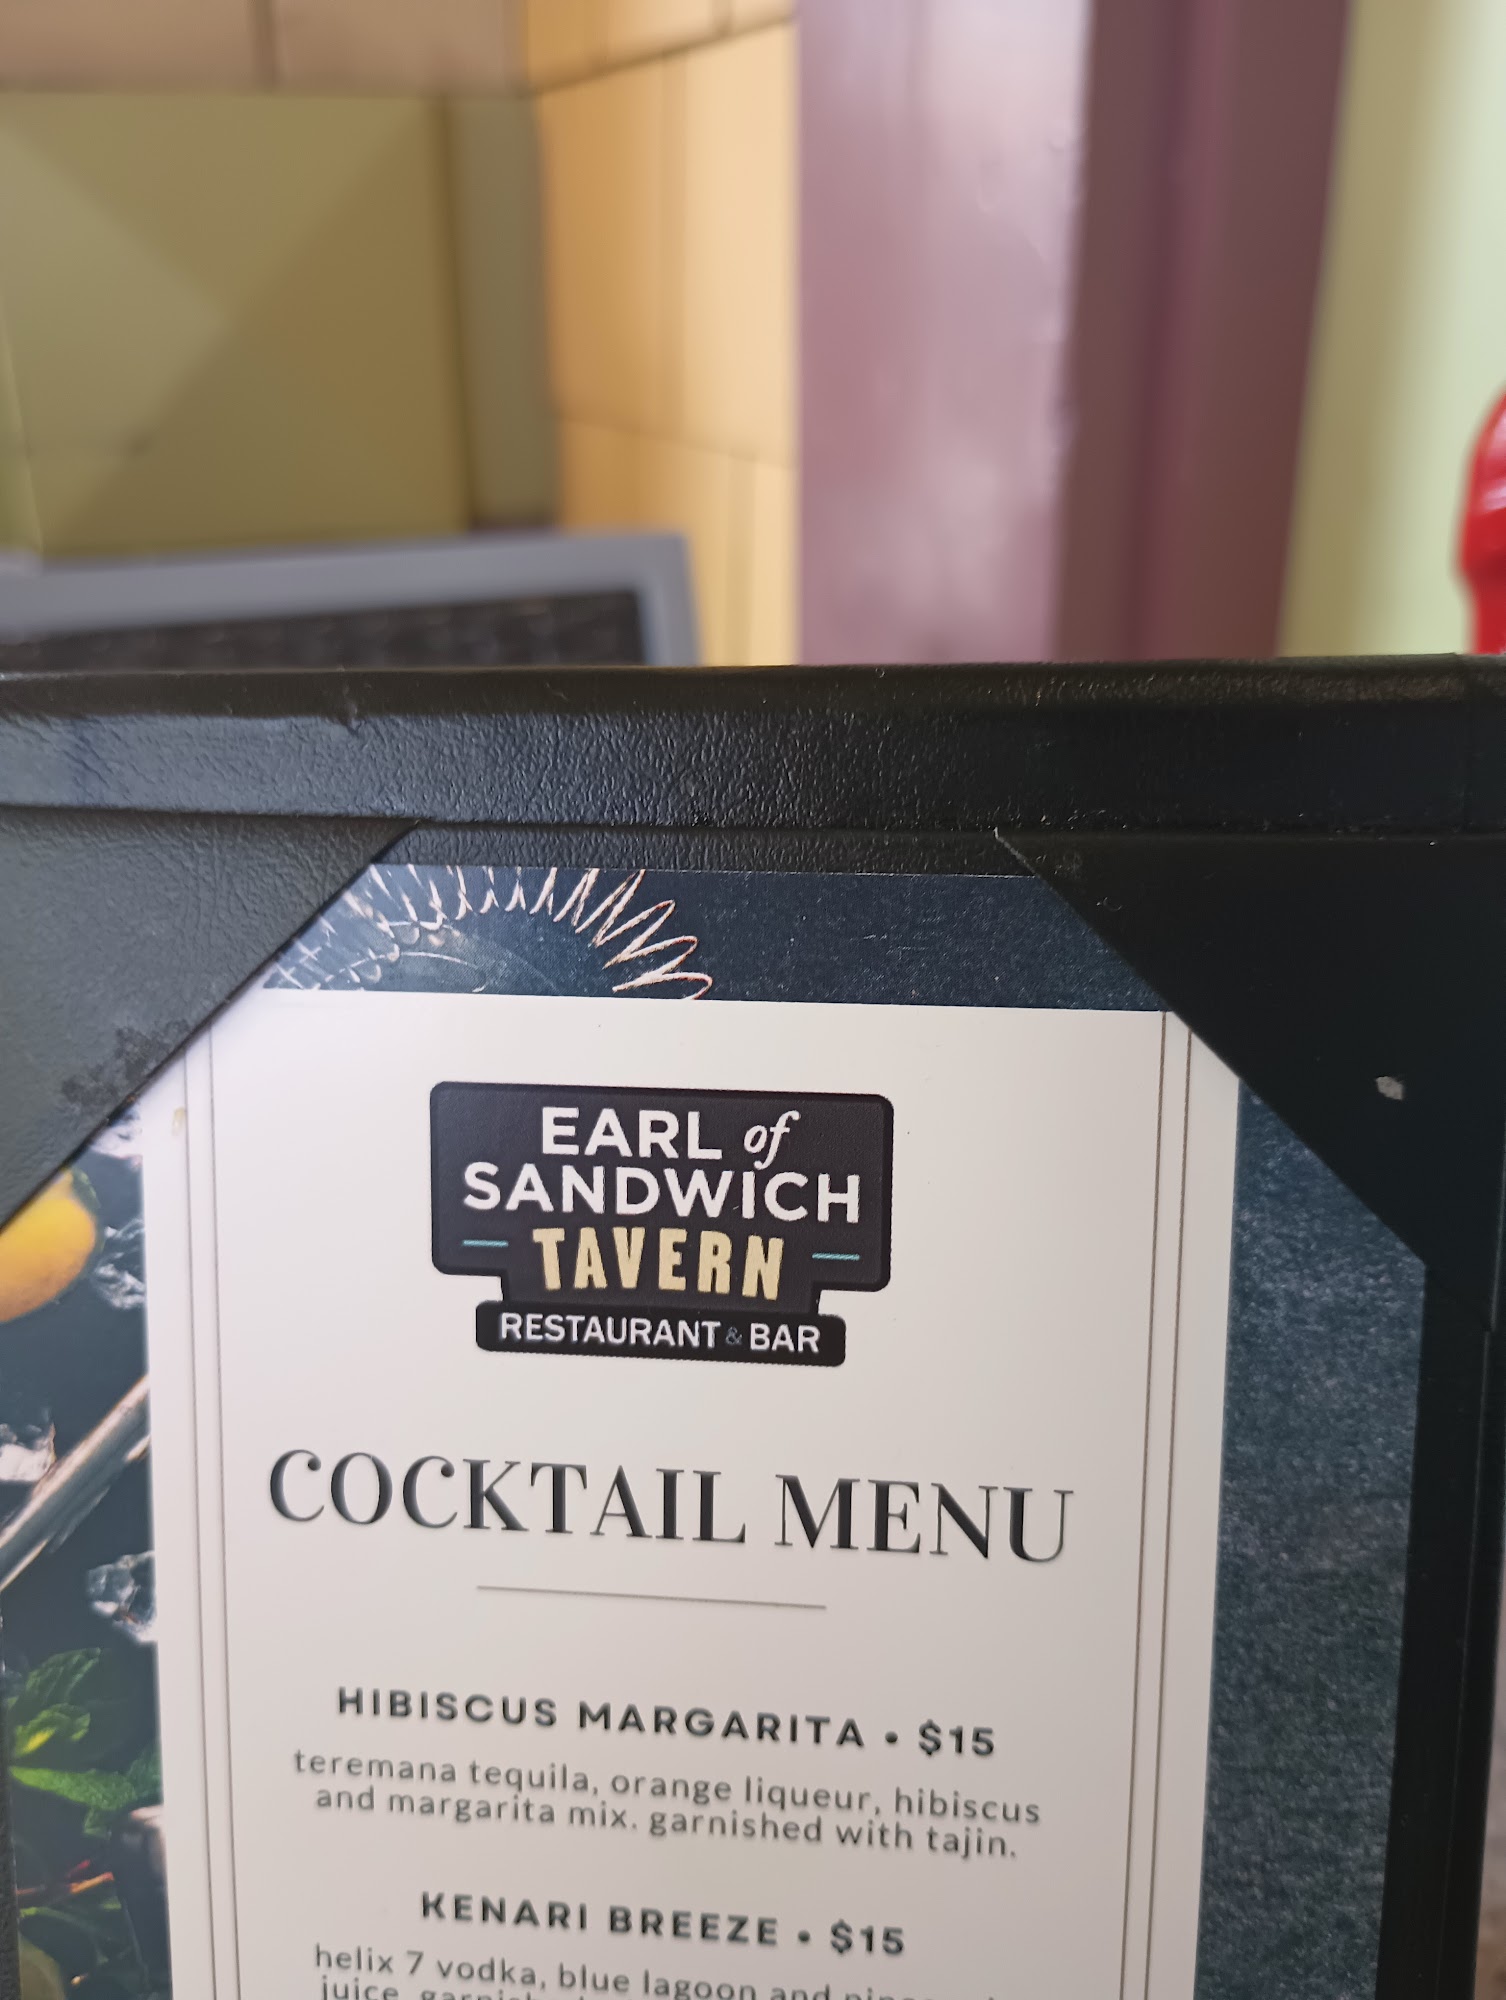 EARL of
SANDWICH
TAVERN
RESTAURANT & BAR
COCKTAIL MENU
HIBISCUS MARGARITA • $15
teremana tequila, orange liqueur, hibiscus
and margarita mix. garnished with tajin.
KENARI BREEZE • $15
helix 7 vodka, blue lagoon and
juice